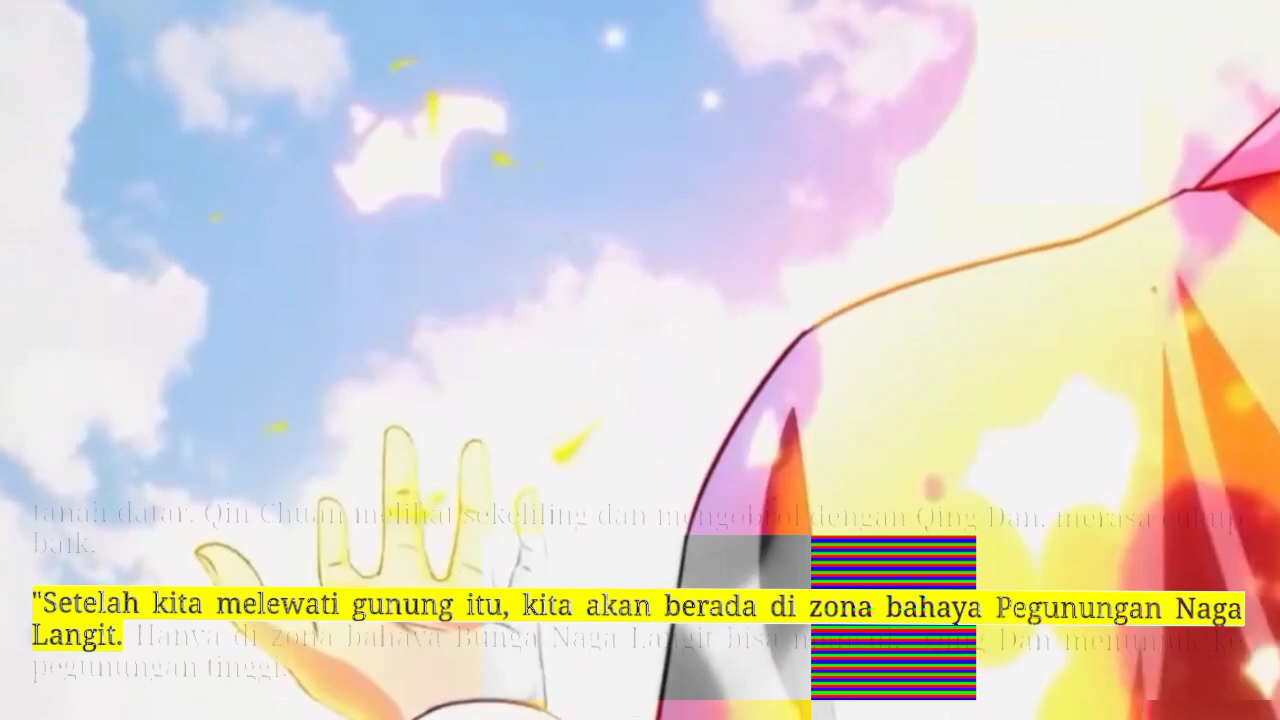 tanah datar. Qin Chuan melihat sekeliling dan mengobrol dengan Qing Dan, merasa cukup
baik.
"Setelah kita melewati gunung itu, kita akan berada di zona bahaya Pegunungan Naga
Langit. Hanya di zona bahaya Bunga Naga Langit bisa Dan menunjuk ke
pegunungan tinggi.